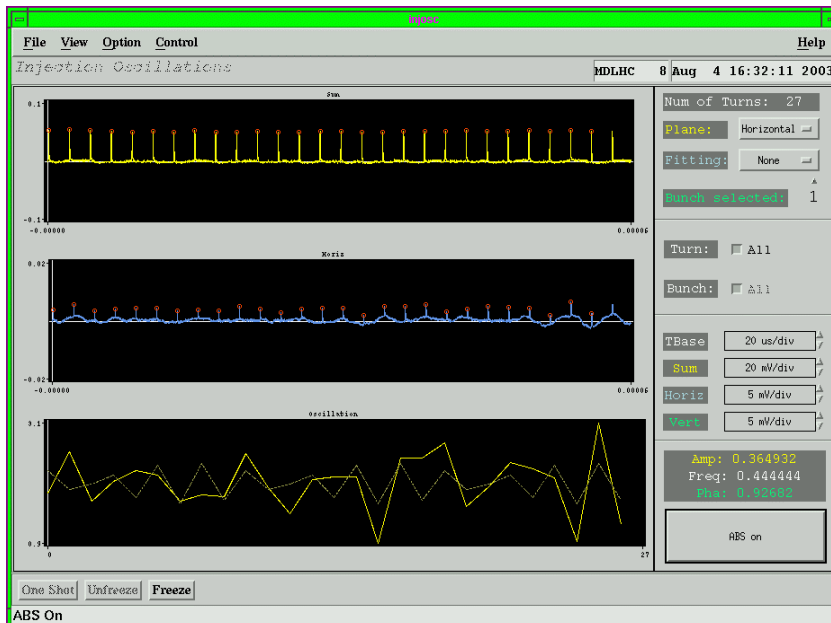 injosc
File View Option Control Help
Injection Oscillations
MDLHC 8 Aug 4 16:32:11 2003
Sum
0.1
-0.1
-0.00000 0.00006
Horiz
0.02
-0.02
-0.00000 0.00006
Oscillation
3.1
0.9
0 27
Num of Turns: 27
Plane: Horizontal
Fitting: None
Bunch selected: 1
Turn: All
Bunch: All
TBase 20 us/div
Sum 20 mV/div
Horiz 5 mV/div
Vert 5 mV/div
Amp: 0.364932
Freq: 0.444444
Pha: 0.92682
ABS on
One Shot Unfreeze Freeze
ABS On